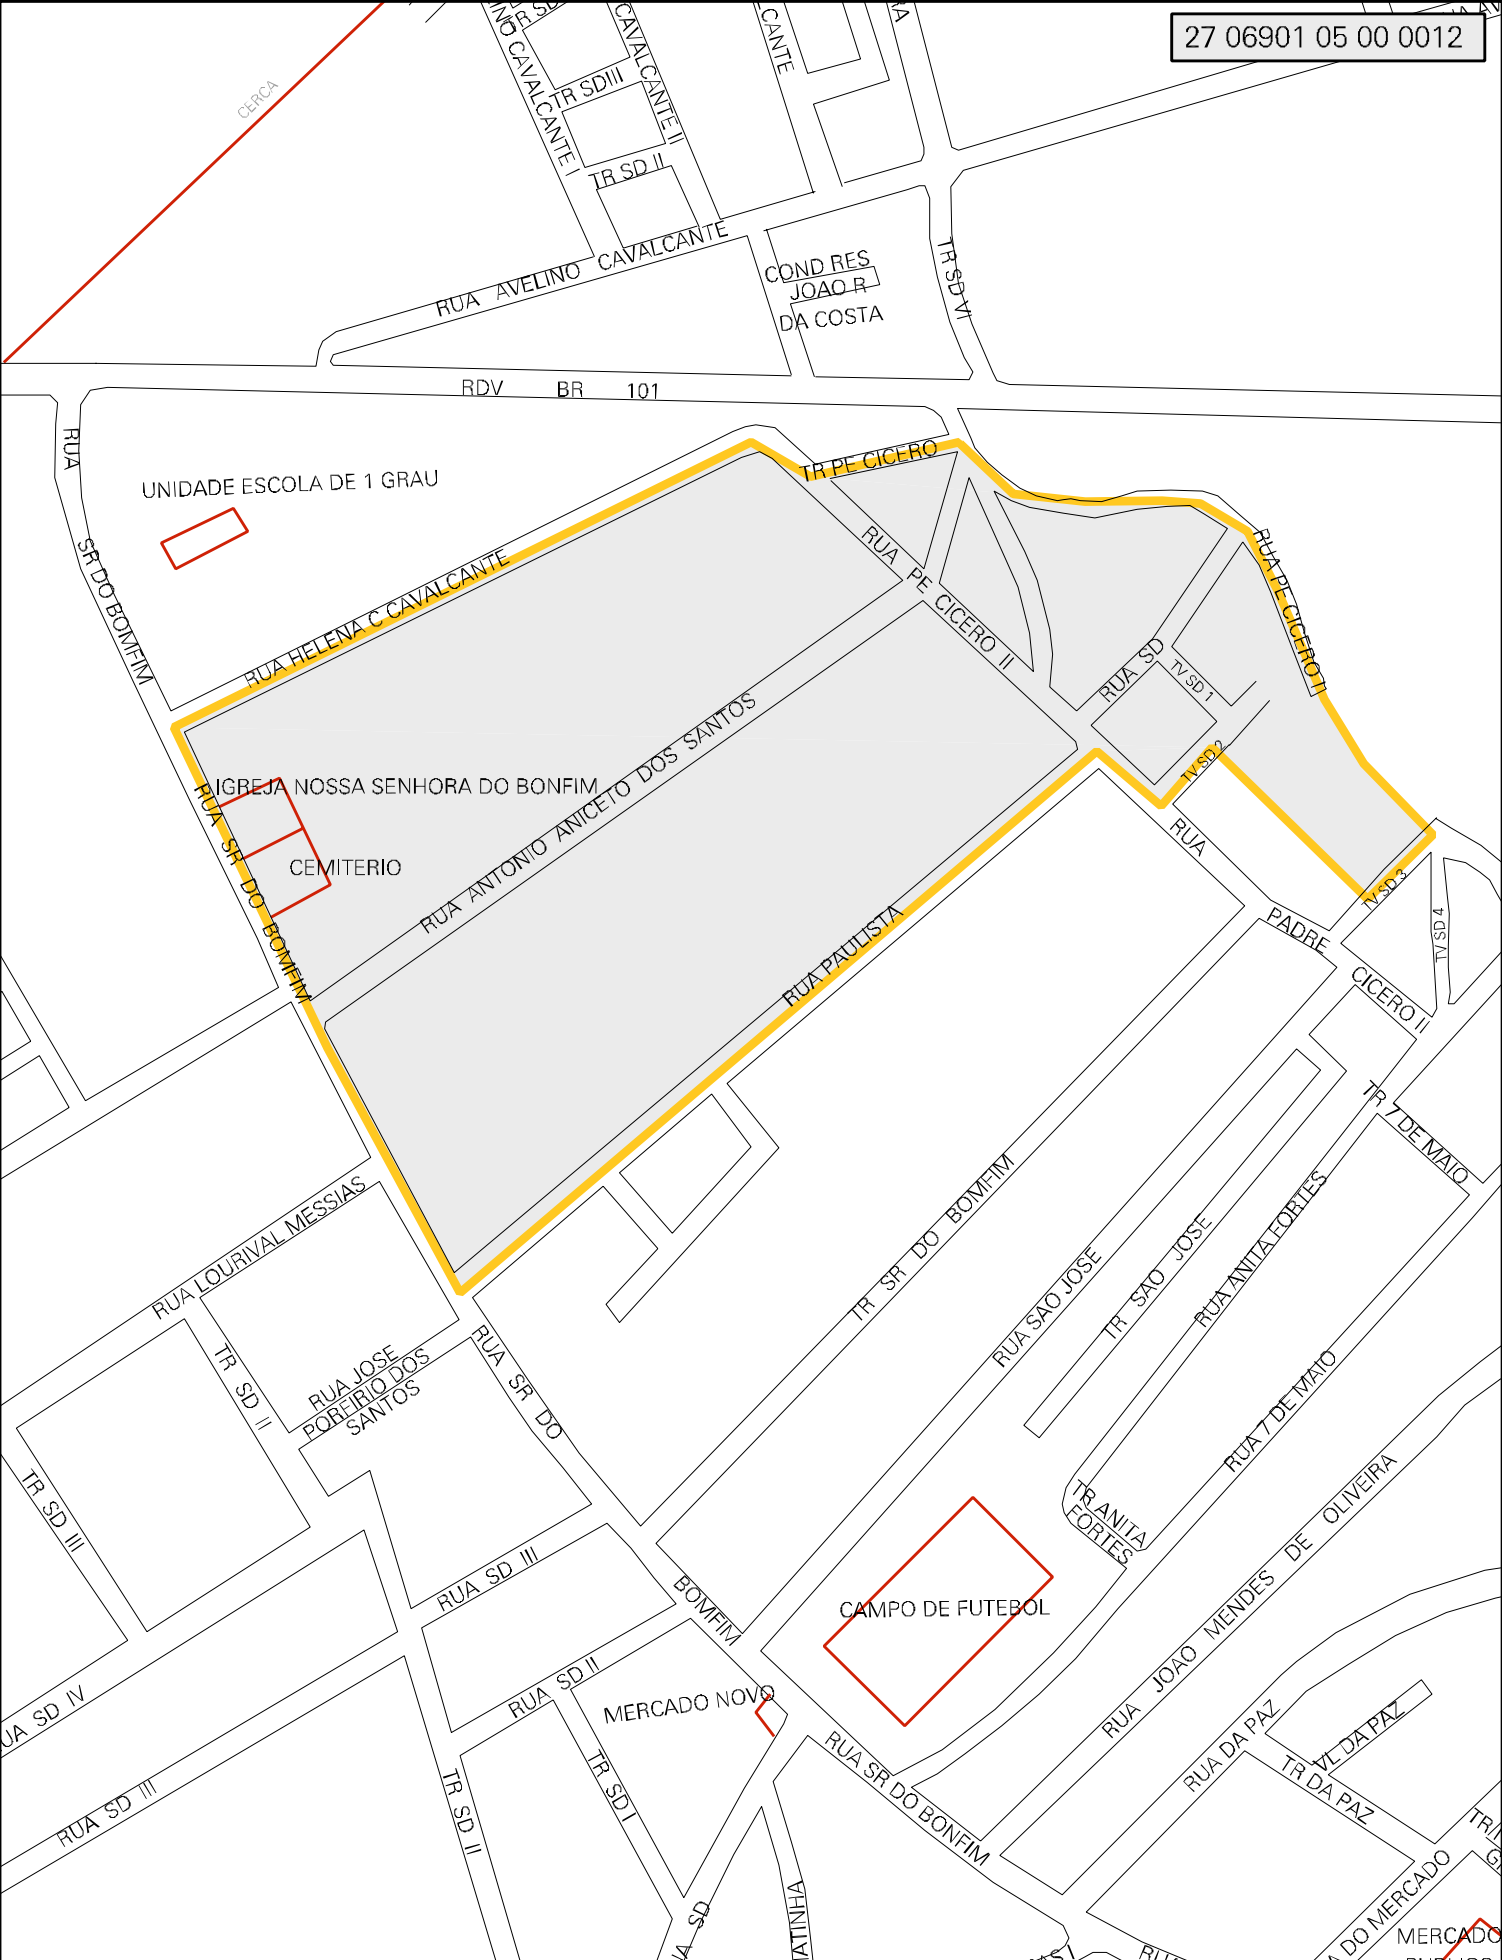 27 06901 05 00 0012
CERCA
TR SDIII
TR SD II
CAVALCANTE I
CAVALCANTE II
RUA AVELINO CAVALCANTE
COND RES
JOAO R
DA COSTA
TR SD VI
RDV BR 101
RUA
SR DO BOMFIM
UNIDADE ESCOLA DE 1 GRAU
TR PE CICERO
RUA HELENA C CAVALCANTE
RUA PE CICERO II
RUA PE CICERO II
RUA SD
TV SD 1
TV SD 2
IGREJA NOSSA SENHORA DO BONFIM
CEMITERIO
RUA SR DO BOMFIM
RUA ANTONIO ANICETO DOS SANTOS
RUA PAULISTA
RUA
PADRE
CICERO II
TV SD 3
TV SD 4
TR 7 DE MAIO
RUA LOURIVAL MESSIAS
TR SD II
RUA JOSE
PORFIRIO DOS
SANTOS
RUA SR DO
BOMFIM
TR SR DO BOMFIM
RUA SAO JOSE
TR SAO JOSE
RUA ANITA FORTES
RUA 7 DE MAIO
TR ANITA
FORTES
TR SD III
RUA SD III
CAMPO DE FUTEBOL
RUA JOAO MENDES DE OLIVEIRA
RUA SD II
MERCADO NOVO
UA SD IV
RUA SD III
TR SD II
TR SD I
RUA SR DO BONFIM
RUA DA PAZ
VL DA PAZ
TR DA PAZ
A DO MERCADO
MERCADO